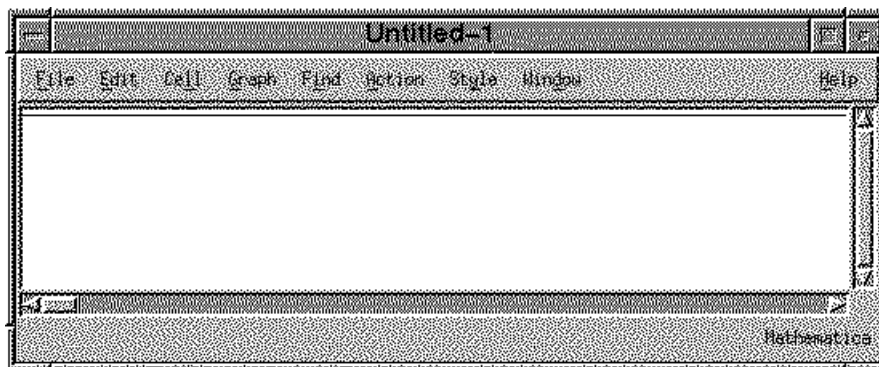 Untitled-1
File Edit Cell Graph Find Action Style Window Help
Mathematica